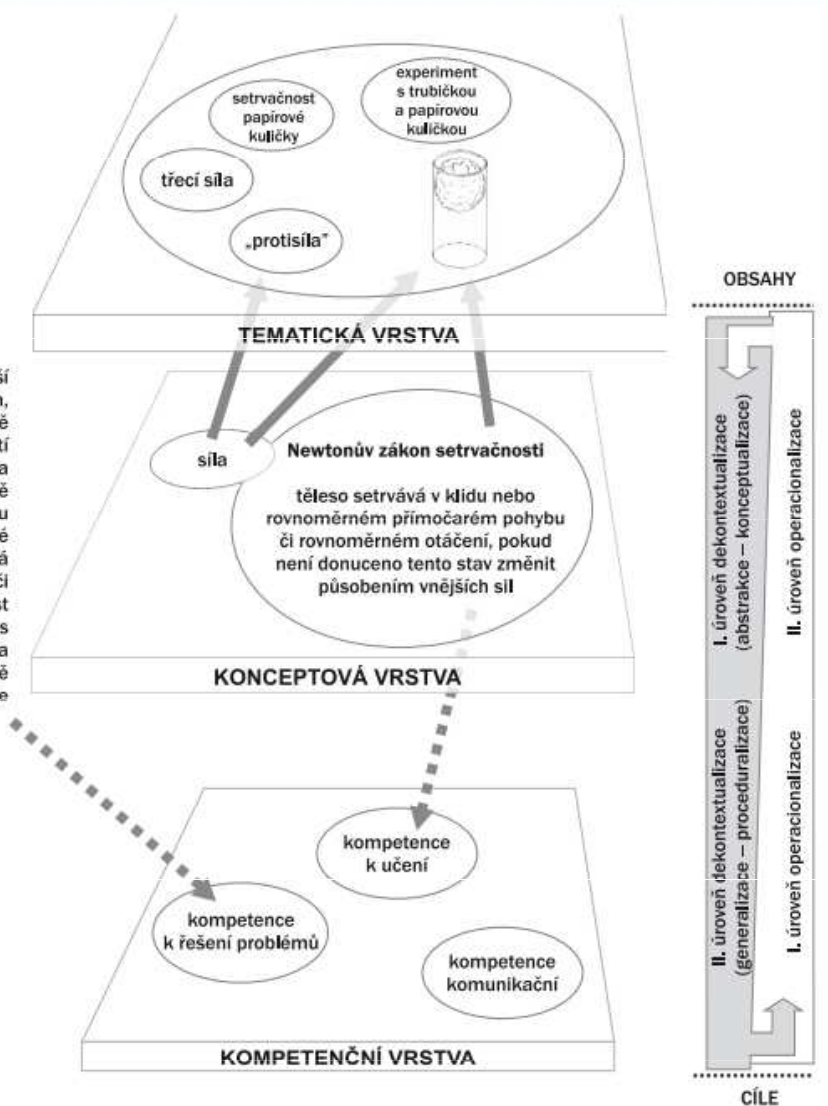 experiment
s trubičkou
a papírovou
kuličkou
setrvačnost
papírové
kuličky
třecí síla
„protisíla"
TEMATICKÁ VRSTVA
síla
Newtonův zákon setrvačnosti
těleso setrvává v klidu nebo
rovnoměrném přímočarém pohybu
či rovnoměrném otáčení, pokud
není donuceno tento stav změnit
působením vnějších sil
KONCEPTOVÁ VRSTVA
kompetence
k učení
kompetence
k řešení problémů
kompetence
komunikační
KOMPETENČNÍ VRSTVA
OBSAHY
I. úroveň dekontextualizace
(abstrakce – konceptualizace)
II. úroveň operacionalizace
II. úroveň dekontextualizace
(generalizace – proceduralizace)
I. úroveň operacionalizace
CÍLE